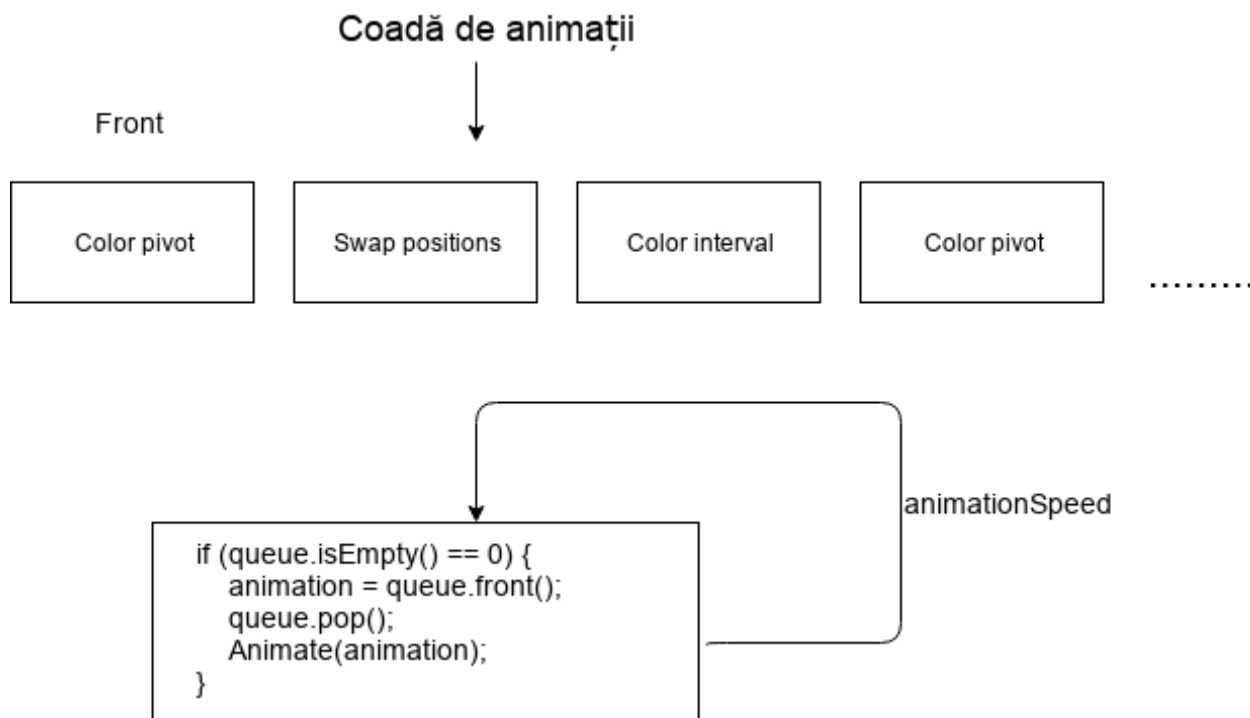 Coadă de animații
Front
Color pivot
Swap positions
Color interval
Color pivot
.........
animationSpeed
if (queue.isEmpty() == 0) {
animation = queue.front();
queue.pop();
Animate(animation);
}